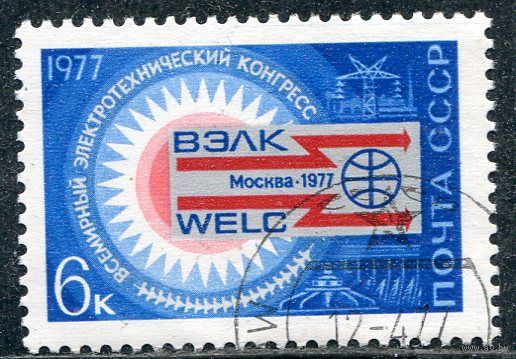 1977
ВСЕМИРНЫЙ ЭЛЕКТРОТЕХНИЧЕСКИЙ КОНГРЕСС
ВЭЛК
Москва·1977
WELC
6к
ПОЧТА СССР